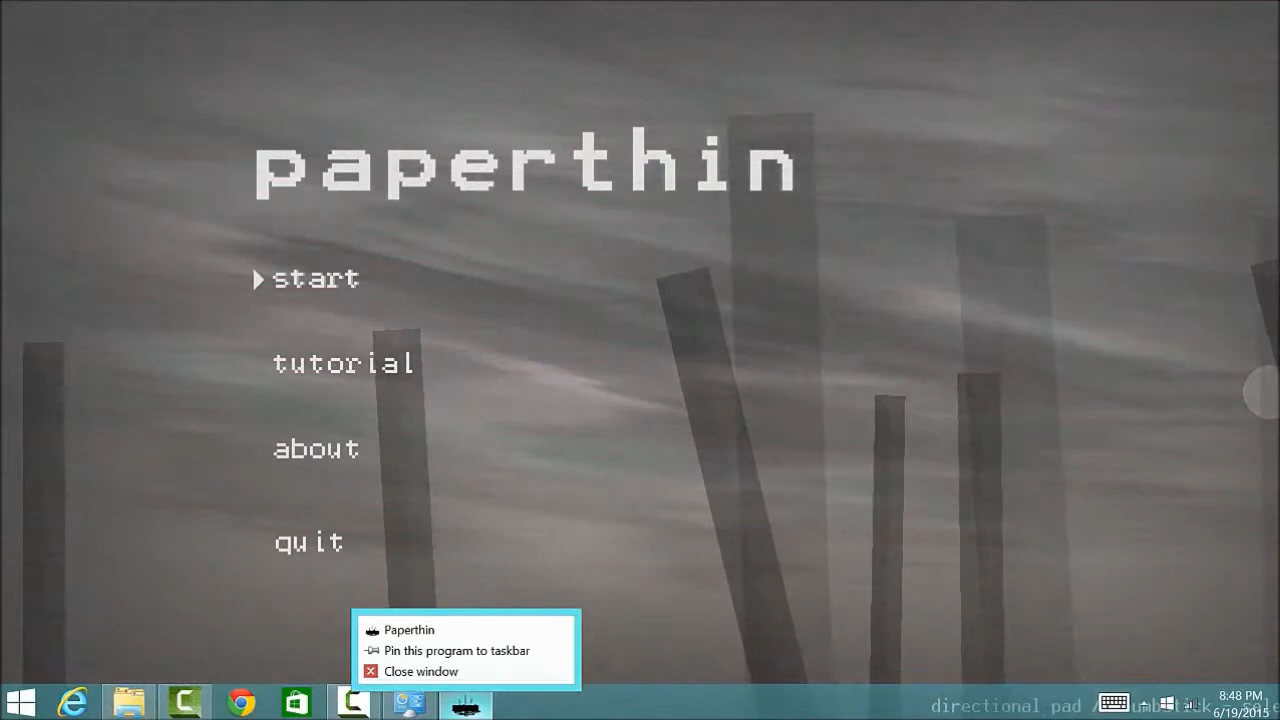 paperthin
start
tutorial
about
quit
Paperthin
Pin this program to taskbar
Close window
directional pad /
8:48 PM
6/19/2015